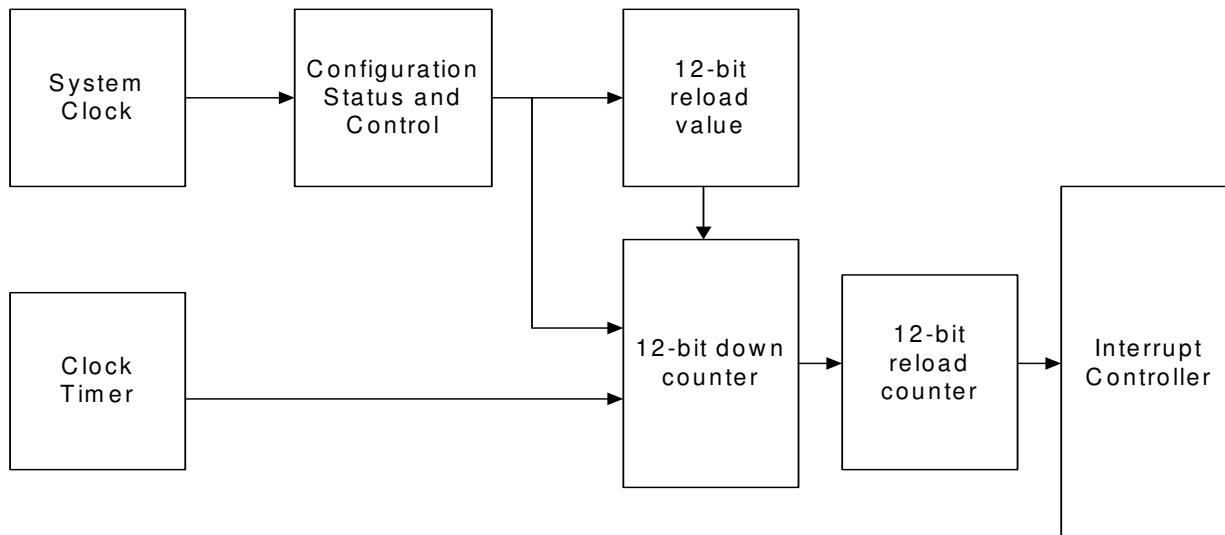 System
Clock
Configuration
Status and
Control
12-bit
reload
value
Clock
Timer
12-bit down
counter
12-bit
reload
counter
Interrupt
Controller